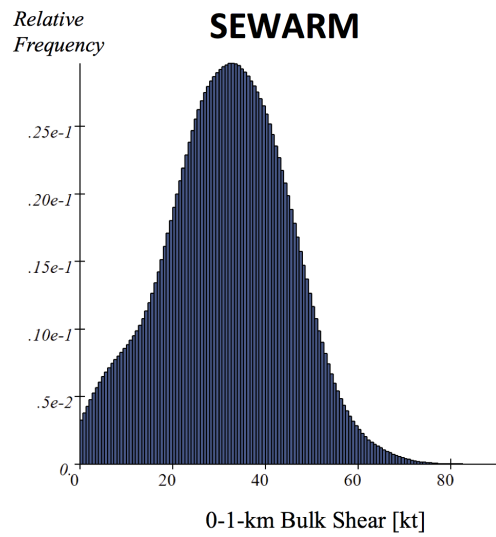 Relative
Frequency
SEWARM
.25e-1
.20e-1
.15e-1
.10e-1
.5e-2
0.
0
20
40
60
80
0-1-km Bulk Shear [kt]